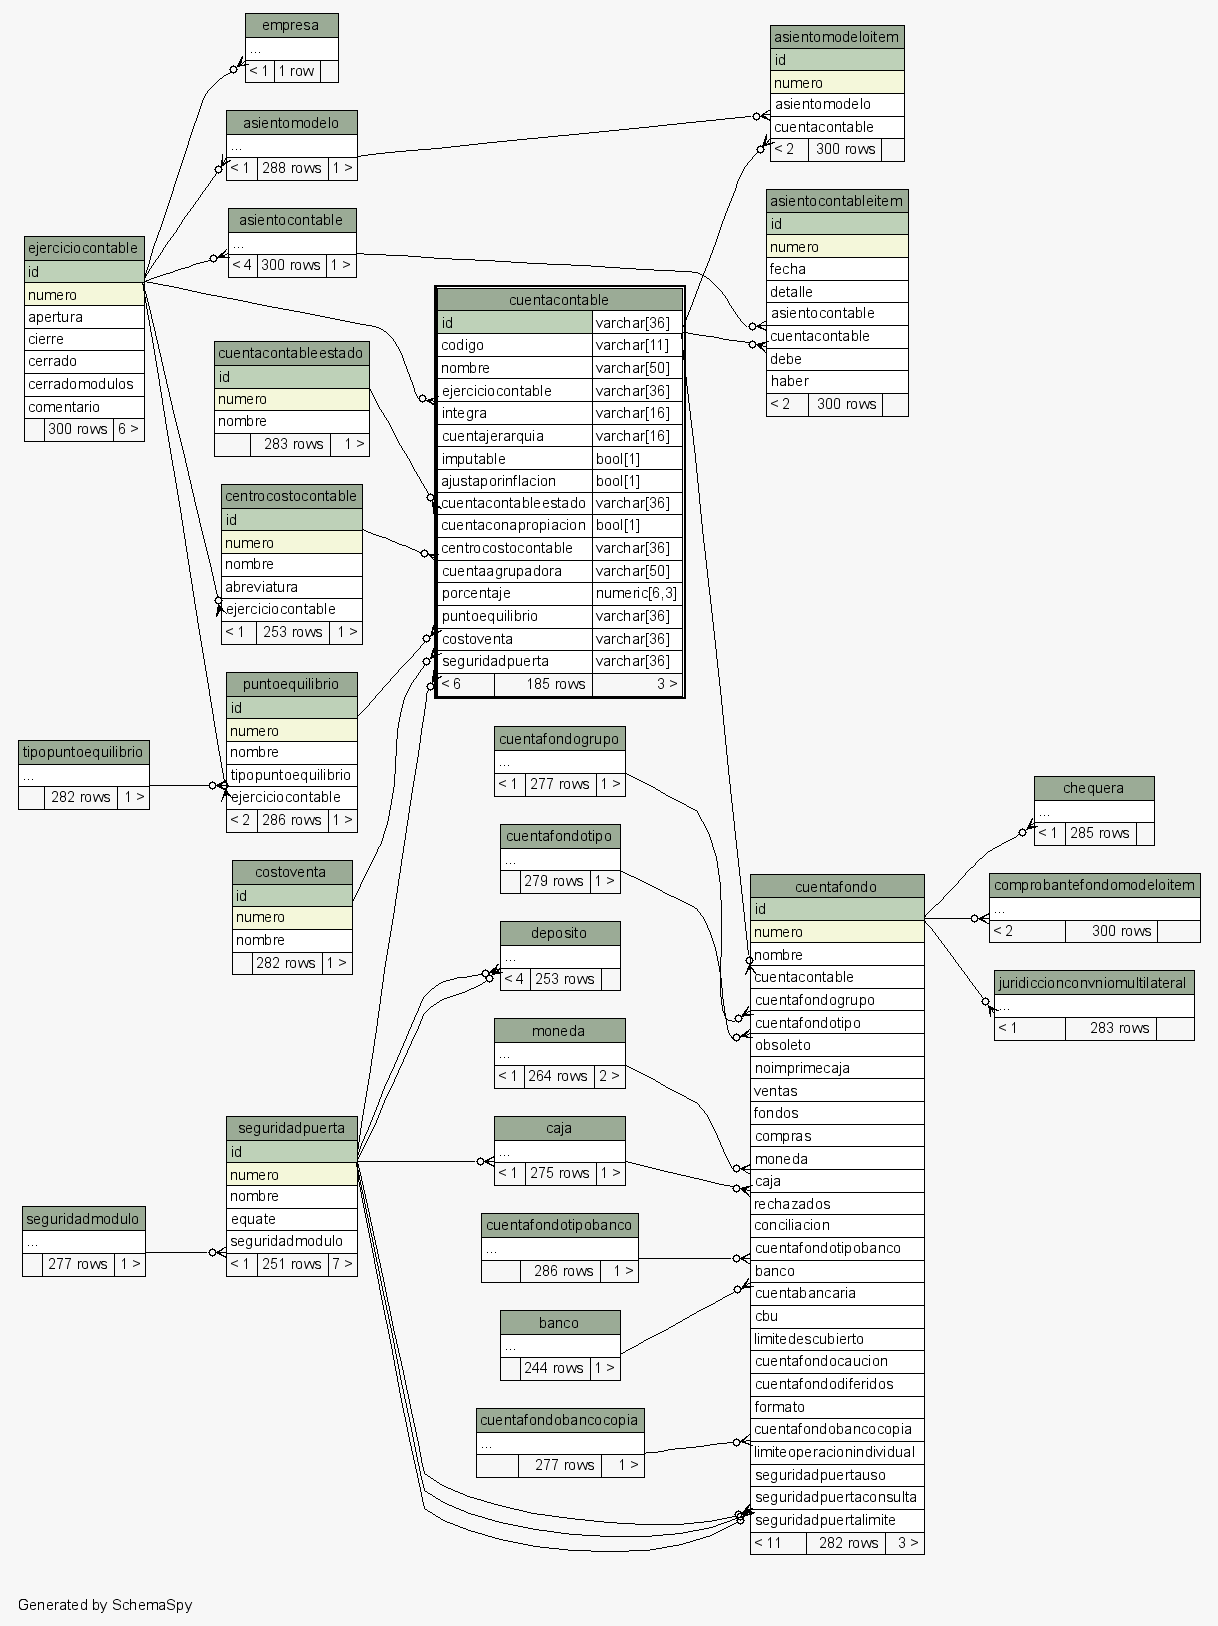 empresa
...
< 1 1 row
asientomodelo
...
< 1 288 rows 1 >
asientocontable
...
< 4 300 rows 1 >
asientomodeloitem
id
numero
asientomodelo
cuentacontable
< 2 300 rows
asientocontableitem
id
numero
fecha
detalle
asientocontable
cuentacontable
debe
haber
< 2 300 rows
ejerciciocontable
id
numero
apertura
cierre
cerrado
cerradomodulos
comentario
300 rows 6 >
cuentacontable
id varchar[36]
codigo varchar[11]
nombre varchar[50]
ejerciciocontable varchar[36]
integra varchar[16]
cuentajerarquia varchar[16]
imputable bool[1]
ajustaporinflacion bool[1]
cuentacontableestado varchar[36]
cuentaconapropiacion bool[1]
centrocostocontable varchar[36]
cuentaagrupadora varchar[50]
porcentaje numeric[6,3]
puntoequilibrio varchar[36]
costoventa varchar[36]
seguridadpuerta varchar[36]
< 6 185 rows 3 >
cuentacontableestado
id
numero
nombre
283 rows 1 >
centrocostocontable
id
numero
nombre
abreviatura
ejerciciocontable
< 1 253 rows 1 >
puntoequilibrio
id
numero
nombre
tipopuntoequilibrio
ejerciciocontable
< 2 286 rows 1 >
tipopuntoequilibrio
...
282 rows 1 >
costoventa
id
numero
nombre
282 rows 1 >
cuentafondogrupo
...
< 1 277 rows 1 >
cuentafondotipo
...
279 rows 1 >
deposito
...
< 4 253 rows
moneda
...
< 1 264 rows 2 >
caja
...
< 1 275 rows 1 >
cuentafondotipobanco
...
286 rows 1 >
banco
...
244 rows 1 >
cuentafondobancocopia
...
277 rows 1 >
seguridadpuerta
id
numero
nombre
equate
seguridadmodulo
< 1 251 rows 7 >
seguridadmodulo
...
277 rows 1 >
cuentafondo
id
numero
nombre
cuentacontable
cuentafondogrupo
cuentafondotipo
obsoleto
noimprimecaja
ventas
fondos
compras
moneda
caja
rechazados
conciliacion
cuentafondotipobanco
banco
cuentabancaria
cbu
limitedescubierto
cuentafondocaucion
cuentafondodiferidos
formato
cuentafondobancocopia
limiteoperacionindividual
seguridadpuertauso
seguridadpuertaconsulta
seguridadpuertalimite
< 11 282 rows 3 >
chequera
...
< 1 285 rows
comprobantefondomodeloitem
...
< 2 300 rows
juridiccionconvniomultilateral
...
< 1 283 rows
Generated by SchemaSpy